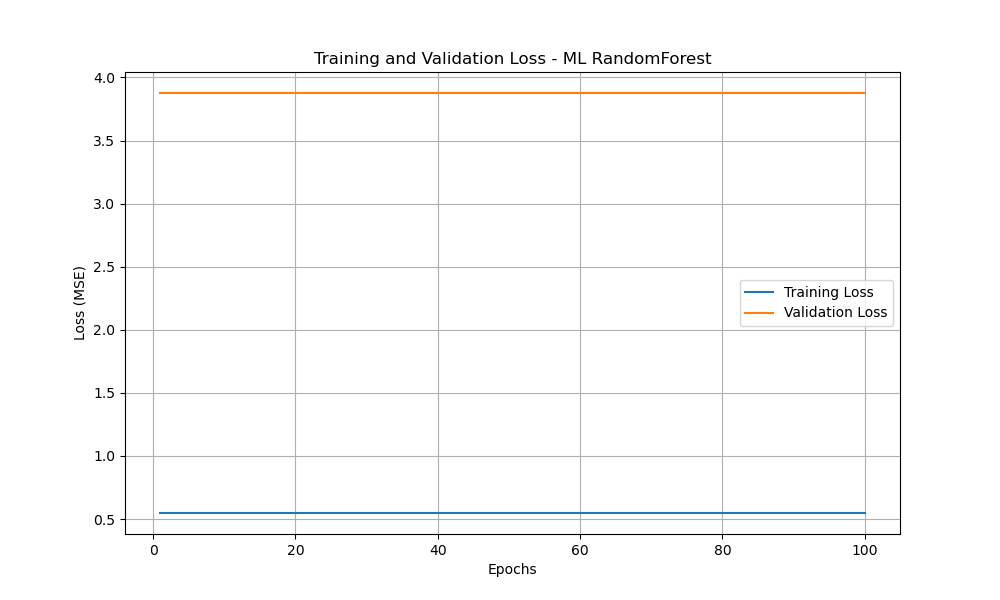 Training and Validation Loss - ML RandomForest
4.0
3.5
3.0
2.5
2.0
1.5
1.0
0.5
Loss (MSE)
Training Loss
Validation Loss
0 20 40 60 80 100
Epochs